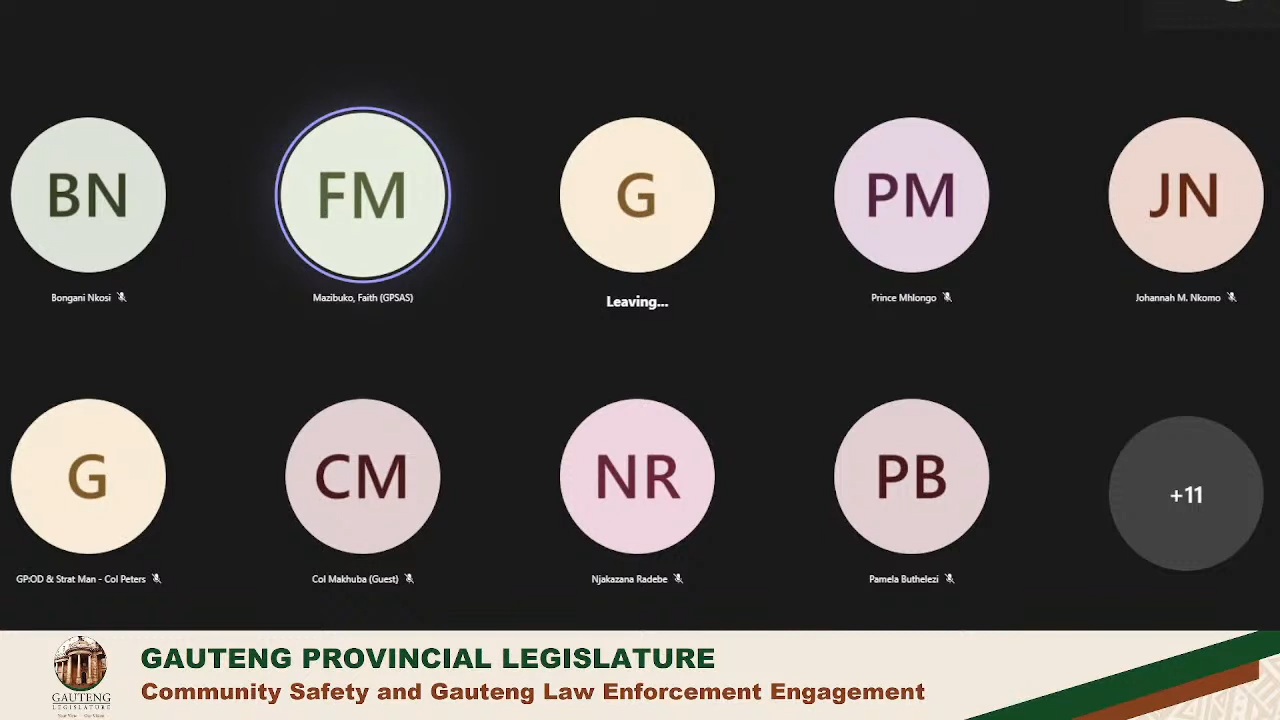 BN
FM
G
PM
JN
Bongani Nkosi
Mazibuko, Faith (GPSAS)
Leaving...
Prince Mhlongo
Johannah M. Nkomo
G
CM
NR
PB
+11
GP:OD & Strat Man - Col Peters
Col Makhuba (Guest)
Njakazana Radebe
Pamela Buthelezi
GAUTENG PROVINCIAL LEGISLATURE
Community Safety and Gauteng Law Enforcement Engagement
GAUTENG
LEGISLATURE